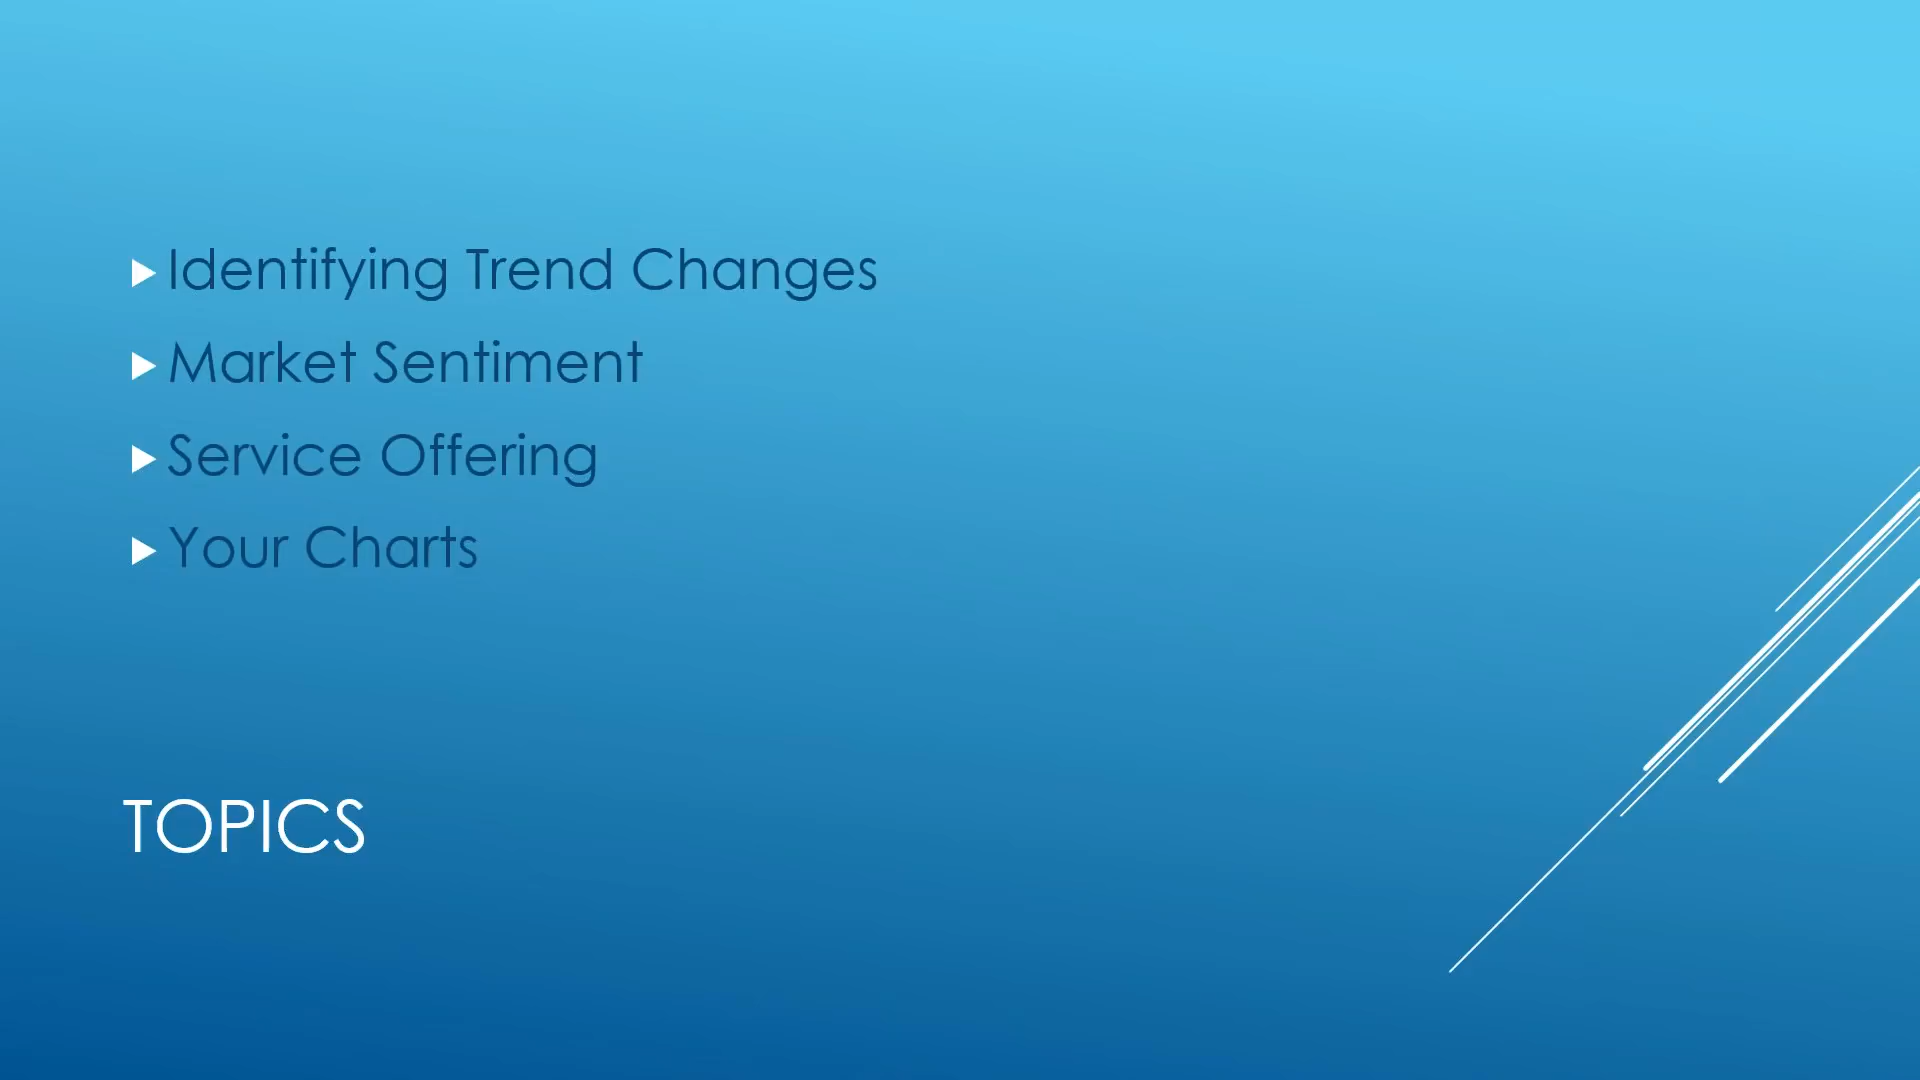 Identifying Trend Changes
Market Sentiment
Service Offering
Your Charts
TOPICS